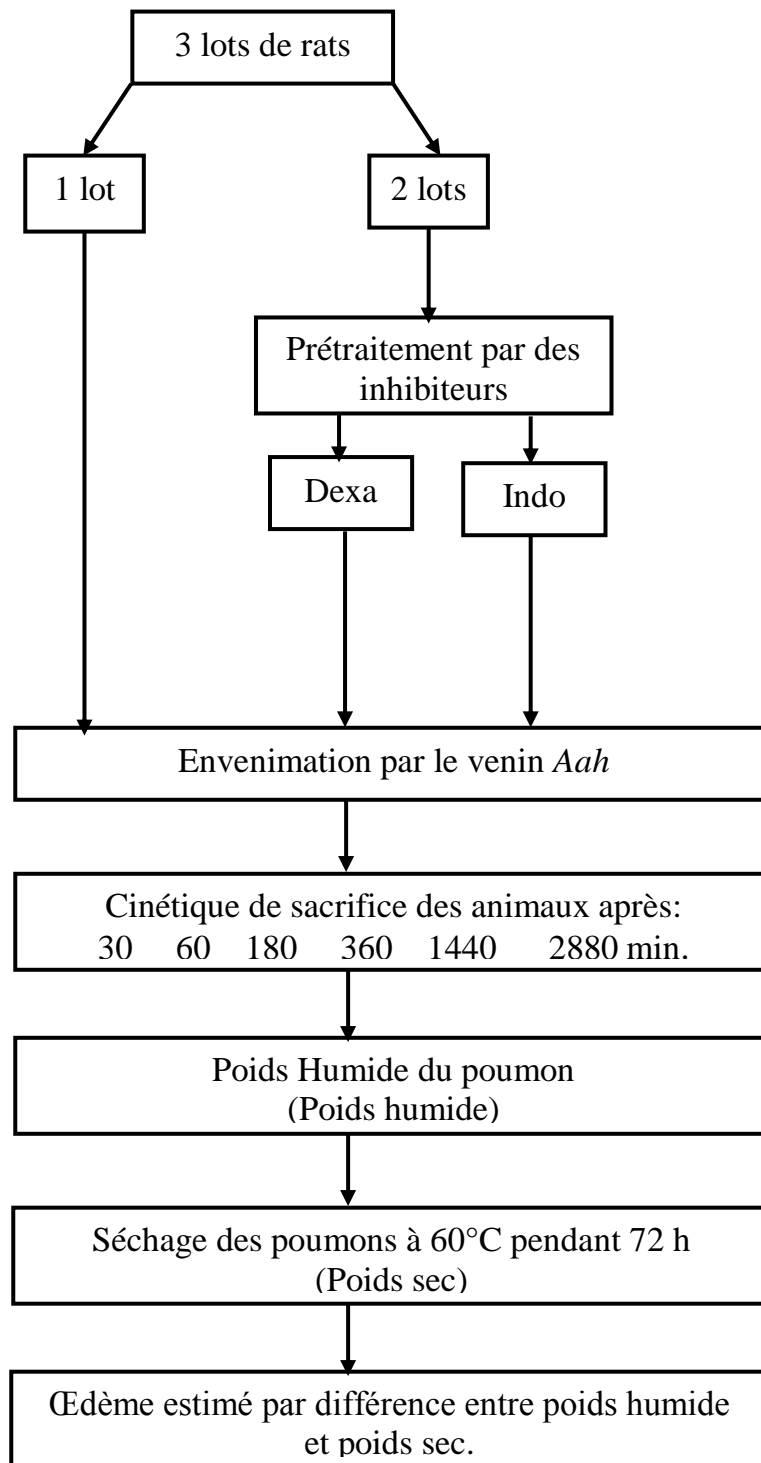 3 lots de rats
1 lot
2 lots
Prétraitement par des
inhibiteurs
Dexa
Indo
Envenimation par le venin Aah
Cinétique de sacrifice des animaux après:
30 60 180 360 1440 2880 min.
Poids Humide du poumon
(Poids humide)
Séchage des poumons à 60°C pendant 72 h
(Poids sec)
Œdème estimé par différence entre poids humide
et poids sec.